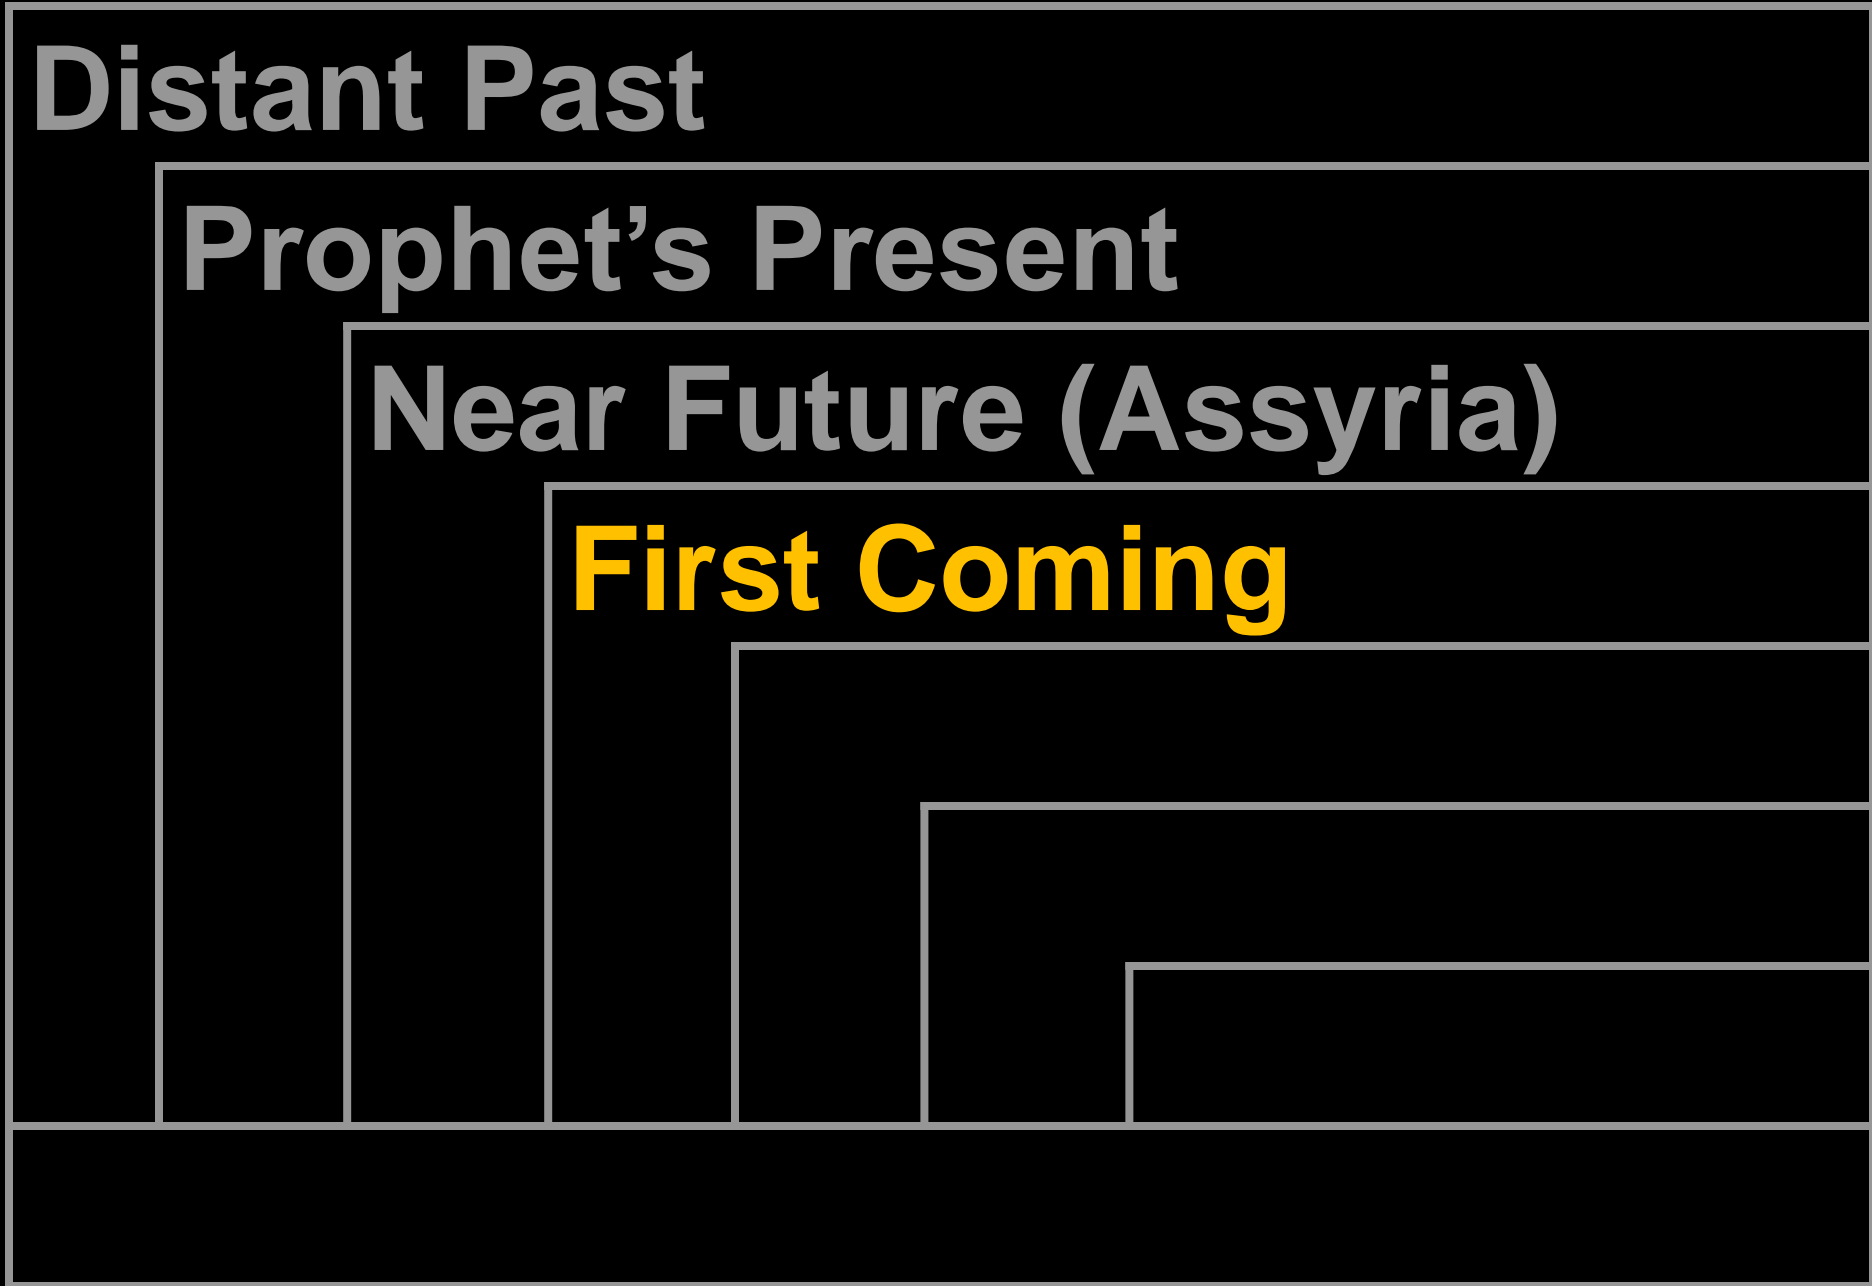 Distant Past
Prophet’s Present
Near Future (Assyria)
First Coming